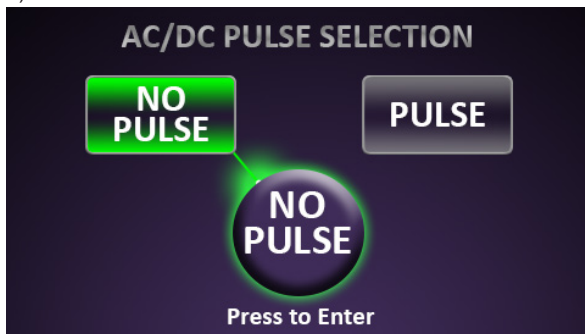 AC/DC PULSE SELECTION
NO
PULSE
PULSE
NO
PULSE
Press to Enter